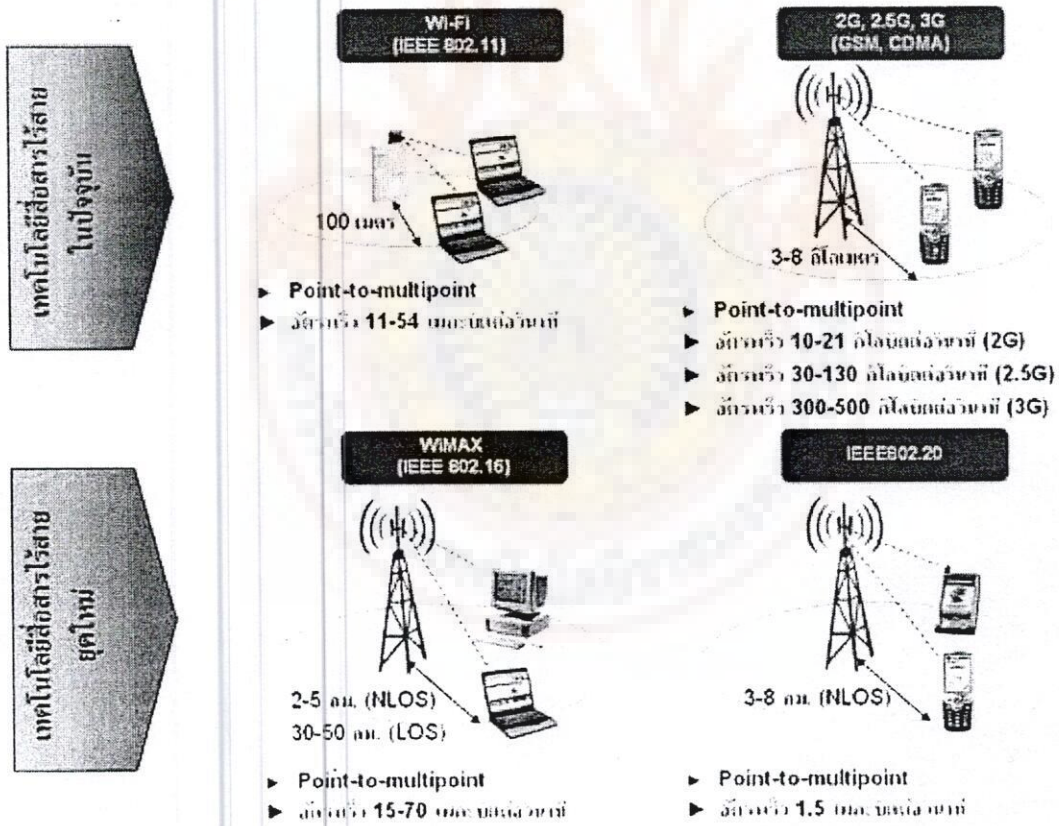 เทคโนโลยีสื่อสารไร้สาย
ในปัจจุบัน
WI-FI
(IEEE 802.11)
100 เมตร
► Point-to-multipoint
► อัตราเร็ว 11-54 เมกะบิตต่อวินาที
2G, 2.5G, 3G
(GSM, CDMA)
3-8 กิโลเมตร
► Point-to-multipoint
► อัตราเร็ว 10-21 กิโลบิตต่อวินาที (2G)
► อัตราเร็ว 30-130 กิโลบิตต่อวินาที (2.5G)
► อัตราเร็ว 300-500 กิโลบิตต่อวินาที (3G)
เทคโนโลยีสื่อสารไร้สาย
ยุคใหม่
WiMAX
(IEEE 802.16)
2-5 กม. (NLOS)
30-50 กม. (LOS)
► Point-to-multipoint
► อัตราเร็ว 15-70 เมกะบิตต่อวินาที
IEEE802.20
3-8 กม. (NLOS)
► Point-to-multipoint
► อัตราเร็ว 1.5 เมกะบิตต่อวินาที